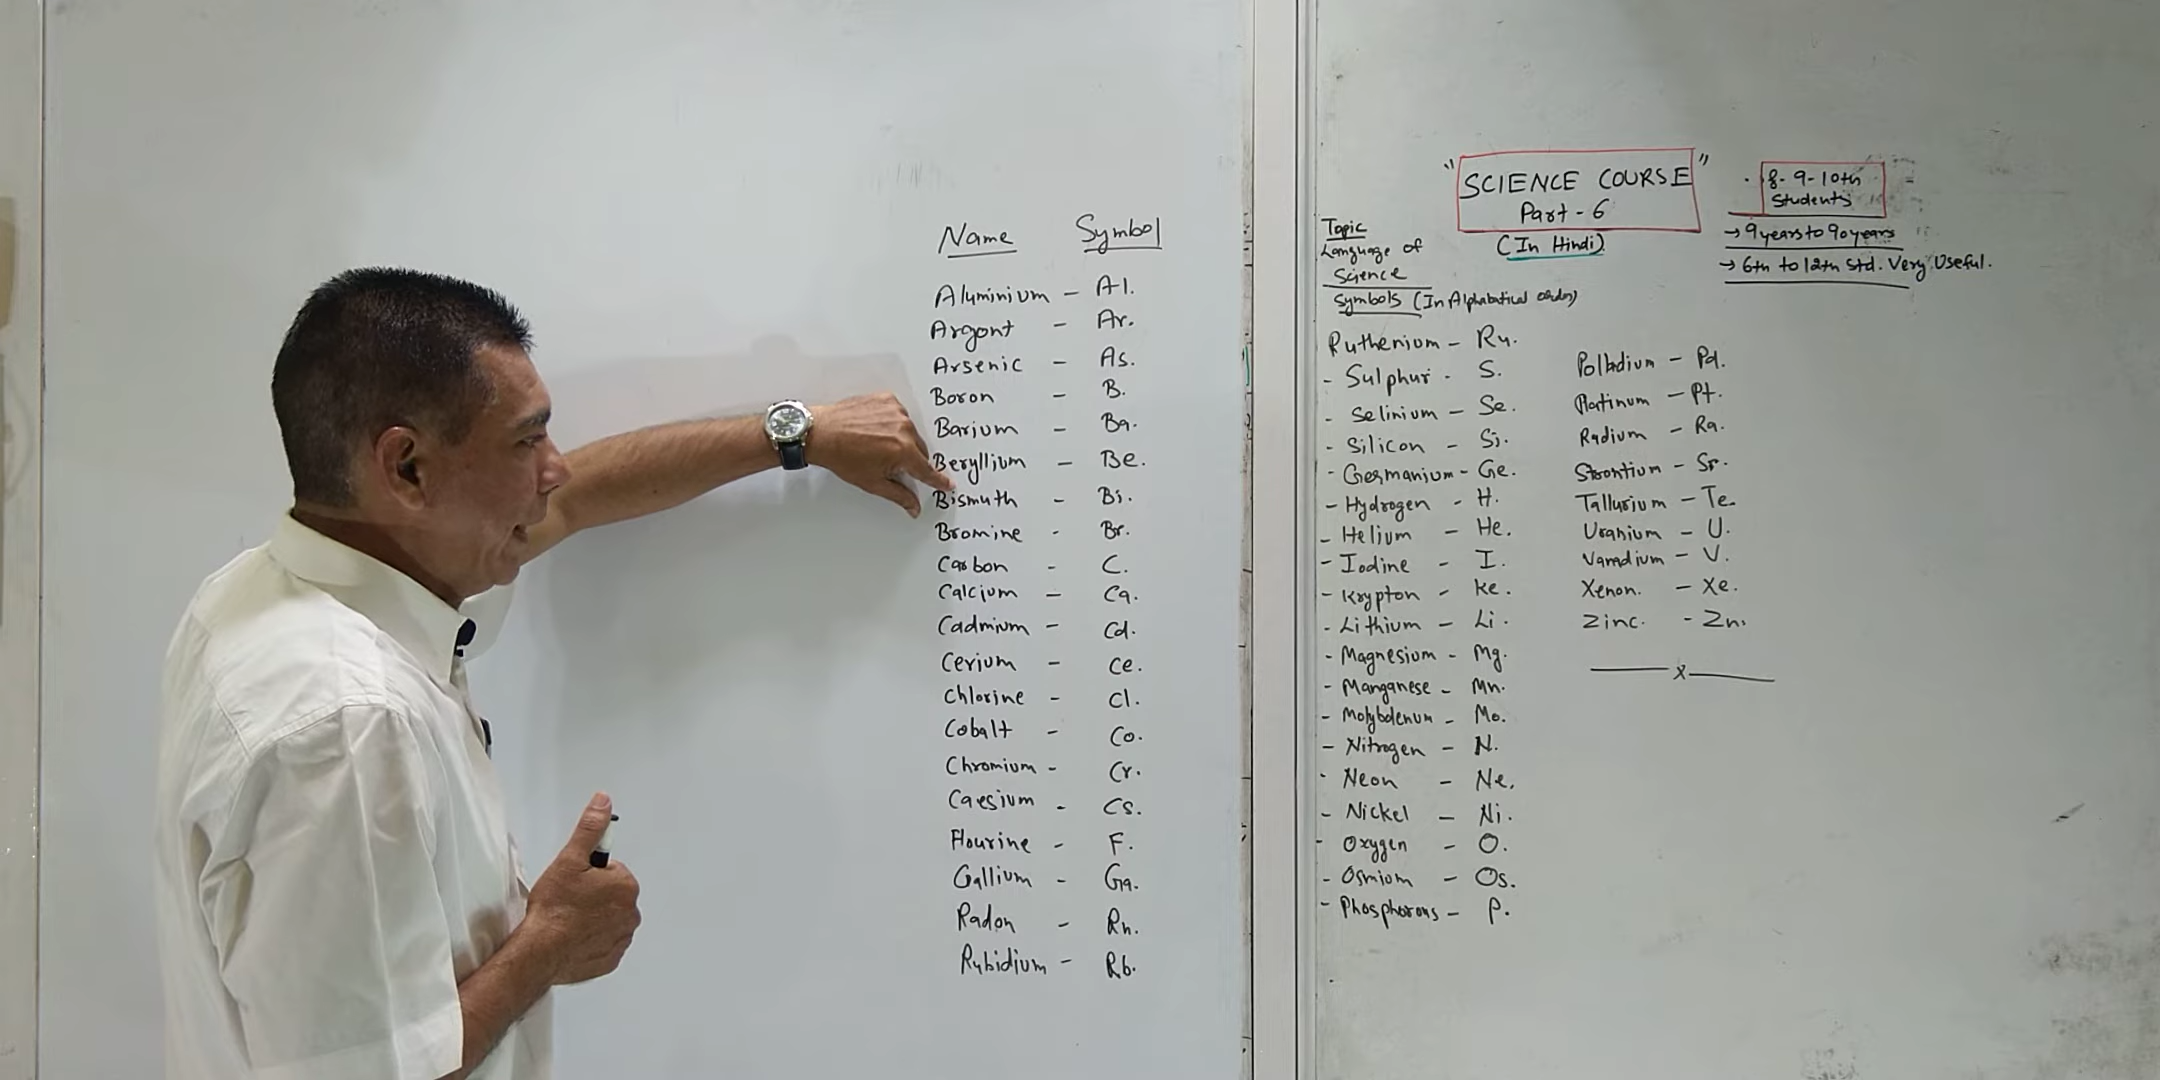 Name Symbol
Aluminium - Al.
Argont - Ar.
Arsenic - As.
Boron - B.
Barium - Ba.
Beryllium - Be.
Bismuth - Bi.
Bromine - Br.
Carbon - C.
Calcium - Ca.
Cadmium - Cd.
Cerium - Ce.
Chlorine - Cl.
Cobalt - Co.
Chromium - Cr.
Caesium - Cs.
Flourine - F.
Gallium - Ga.
Radon - Rn.
Rubidium - Rb.
"SCIENCE COURSE"
Part - 6
(In Hindi)
8-9-10th
Students
→ 9 years to 90 years
→ 6th to 12th Std. Very Useful.
Topic
Language of
Science
Symbols (In Alphabatical order)
Ruthenium - Ru.
- Sulphur - S.
- Selinium - Se.
- Silicon - Si.
- Germanium - Ge.
- Hydrogen - H.
- Helium - He.
- Iodine - I.
- Krypton - Ke.
- Lithium - Li.
- Magnesium - Mg.
- Manganese - Mn.
- Molybdenum - Mo.
- Nitrogen - N.
- Neon - Ne.
- Nickel - Ni.
- Oxygen - O.
- Osmium - Os.
- Phosphorous - P.
Polladium - Pd.
Platinum - Pt.
Radium - Ra.
Strontium - Sr.
Tallurium - Te.
Uranium - U.
Vanadium - V.
Xenon. - Xe.
Zinc. - Zn.
x